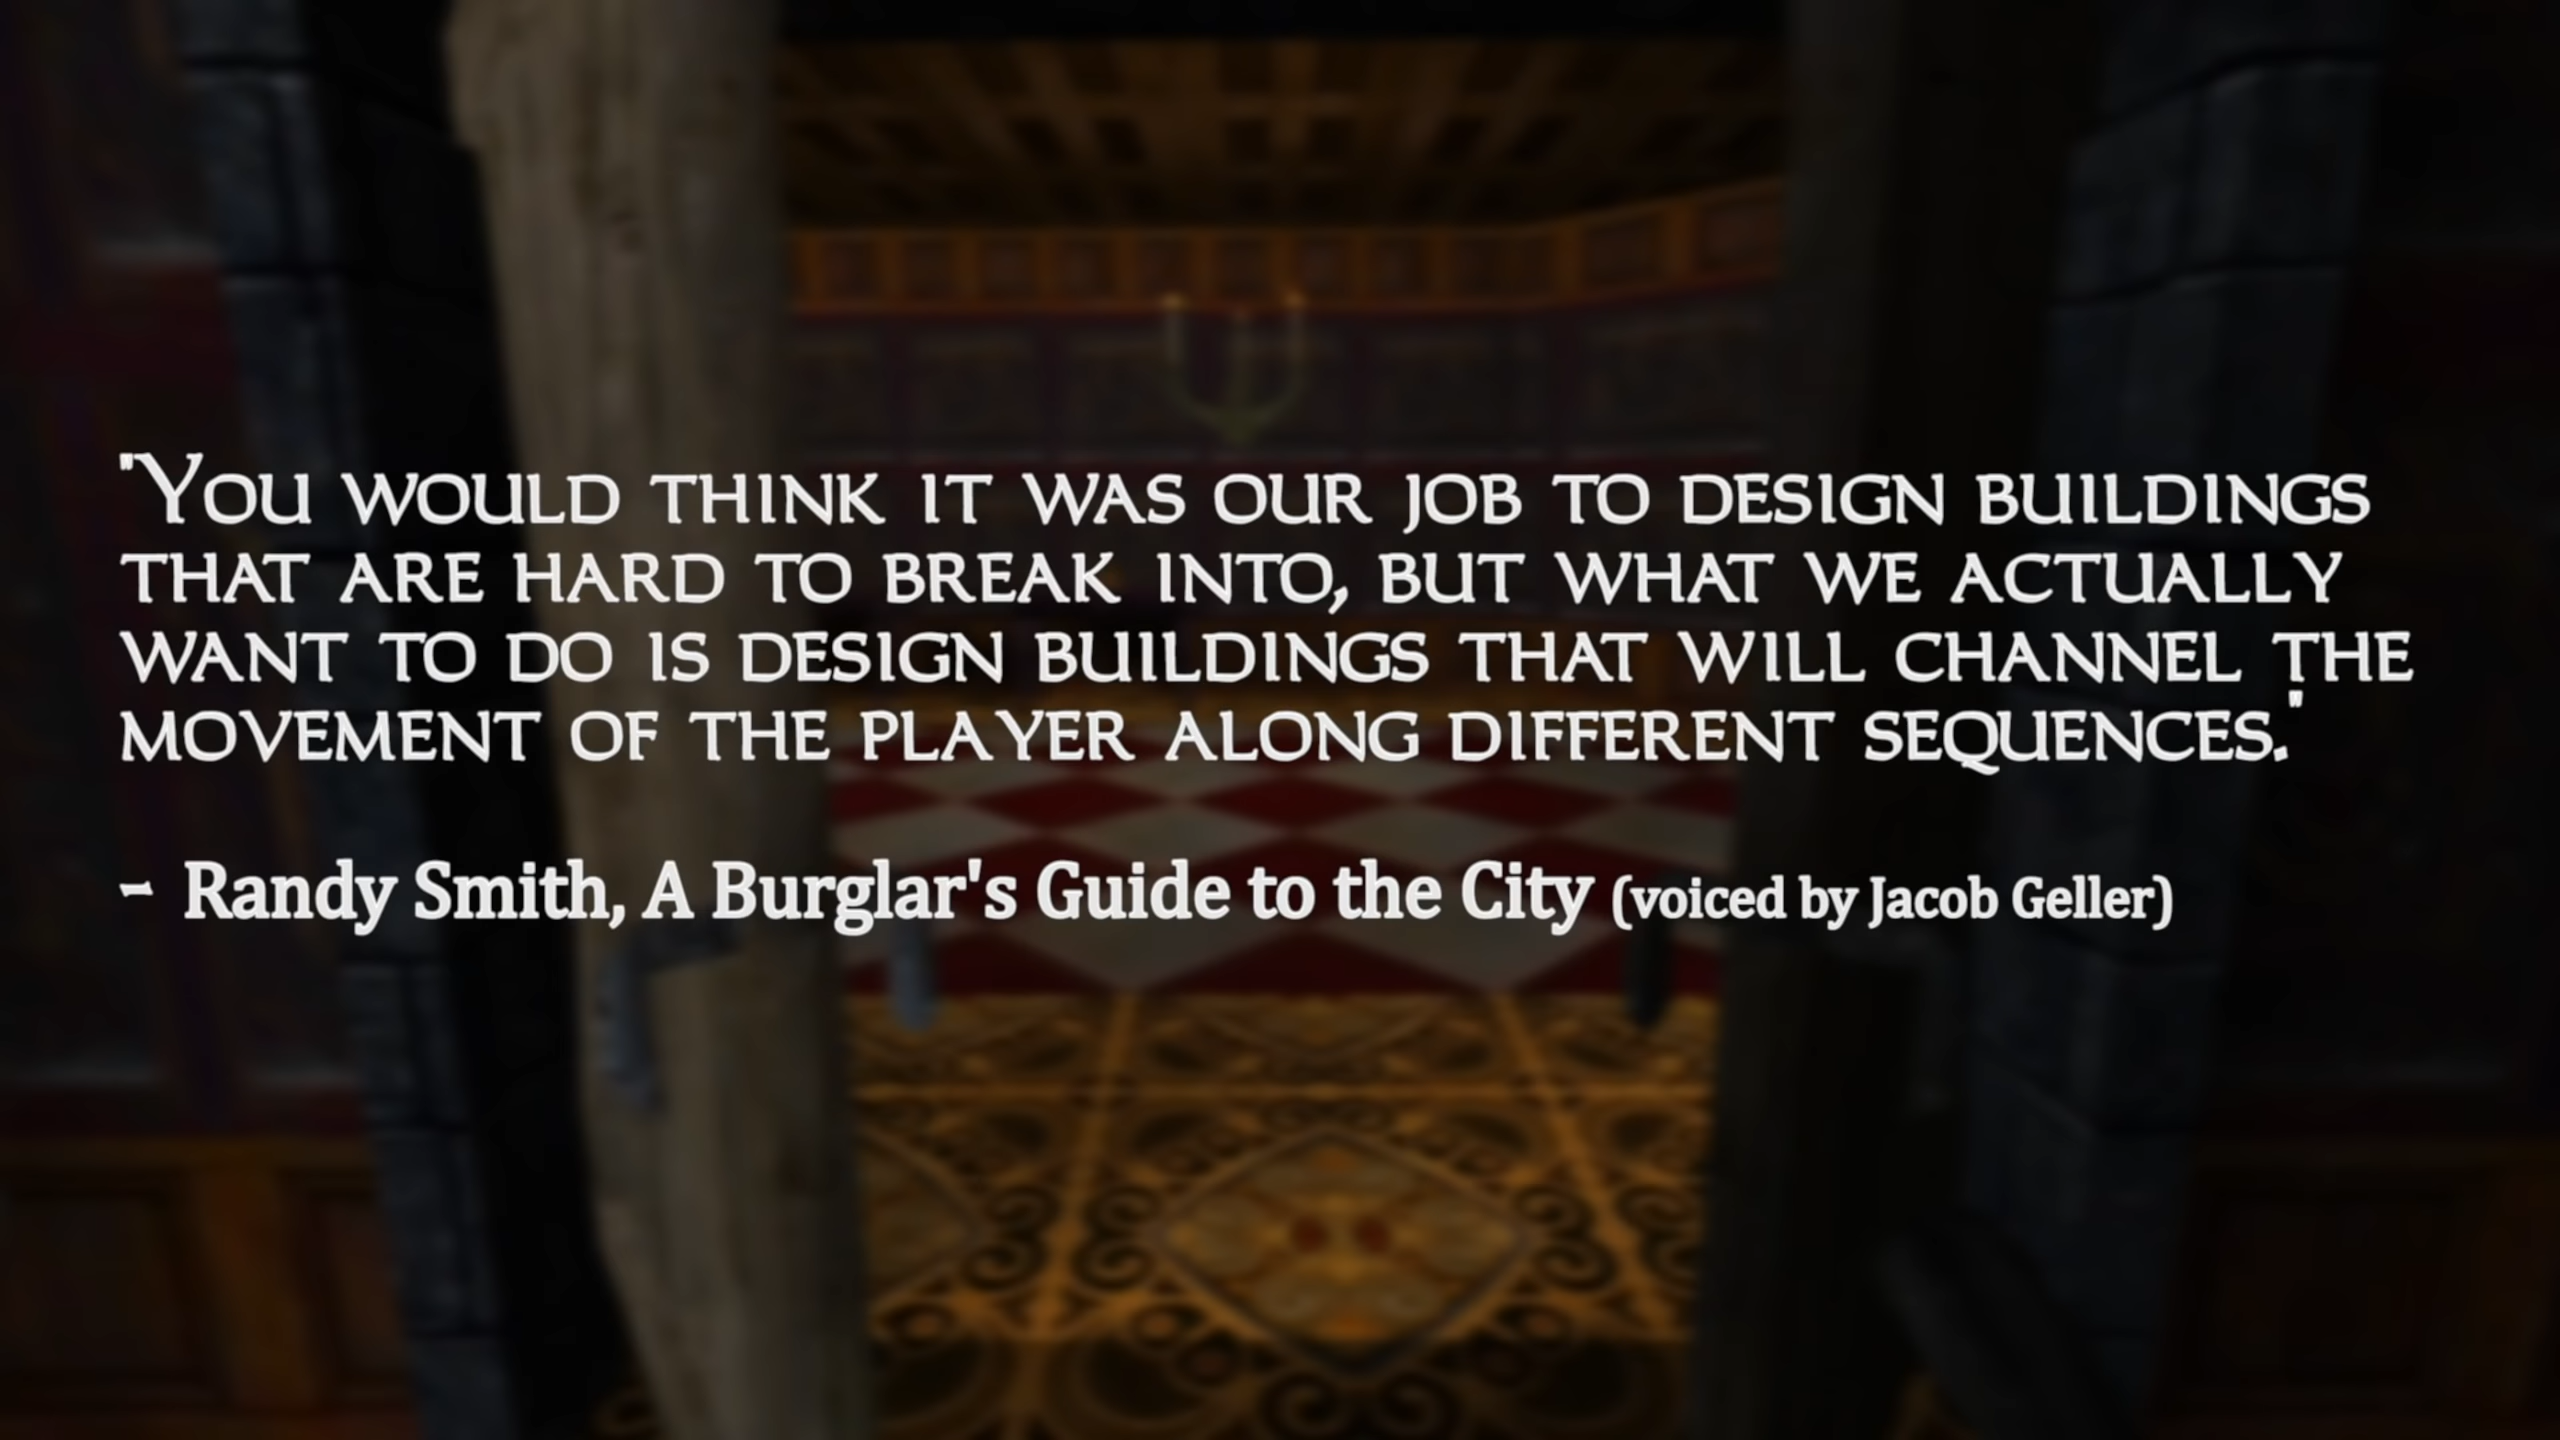 "You would think it was our job to design buildings
that are hard to break into, but what we actually
want to do is design buildings that will channel the
movement of the player along different sequences."
- Randy Smith, A Burglar's Guide to the City (voiced by Jacob Geller)